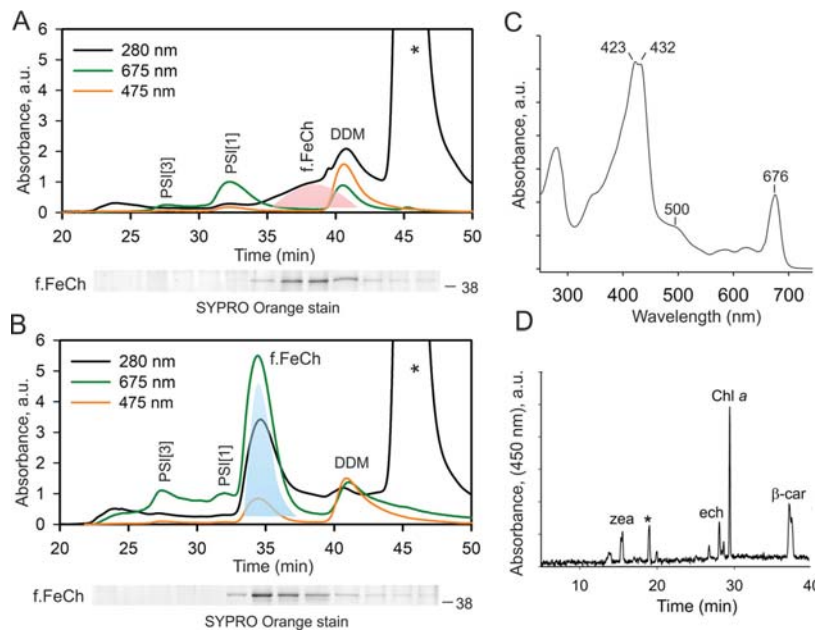 A
Absorbance, a.u.
6
5
4
3
2
1
0
280 nm
675 nm
475 nm
PSI[3]
PSI[1]
f.FeCh
DDM
*
20 25 30 35 40 45 50
Time (min)
f.FeCh
– 38
SYPRO Orange stain
B
Absorbance, a.u.
6
5
4
3
2
1
0
280 nm
675 nm
475 nm
PSI[3]
PSI[1]
f.FeCh
DDM
*
20 25 30 35 40 45 50
Time (min)
f.FeCh
–38
SYPRO Orange stain
C
Absorbance, a.u.
423 432
500
676
300 400 500 600 700
Wavelength (nm)
D
Absorbance, (450 nm), a.u.
zea
*
ech
Chl a
β-car
10 20 30 40
Time (min)